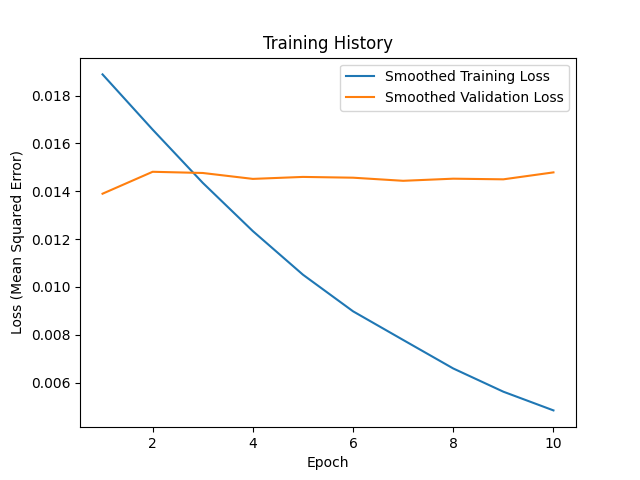 Training History
Smoothed Training Loss
Smoothed Validation Loss
0.018
0.016
0.014
0.012
0.010
0.008
0.006
Loss (Mean Squared Error)
2 4 6 8 10
Epoch